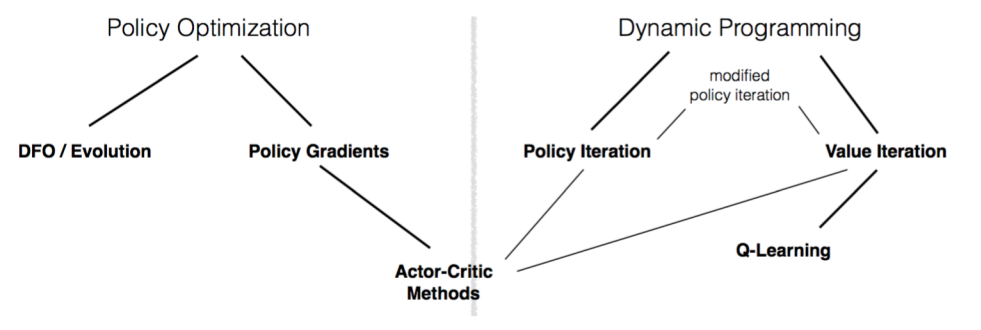 Policy Optimization
Dynamic Programming
modified
policy iteration
DFO / Evolution
Policy Gradients
Policy Iteration
Value Iteration
Q-Learning
Actor-Critic
Methods